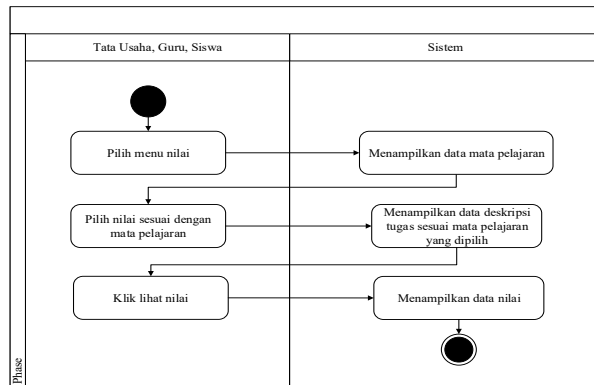 Tata Usaha, Guru, Siswa
Sistem
Pilih menu nilai
Menampilkan data mata pelajaran
Pilih nilai sesuai dengan
mata pelajaran
Menampilkan data deskripsi
tugas sesuai mata pelajaran
yang dipilih
Klik lihat nilai
Menampilkan data nilai
Phase